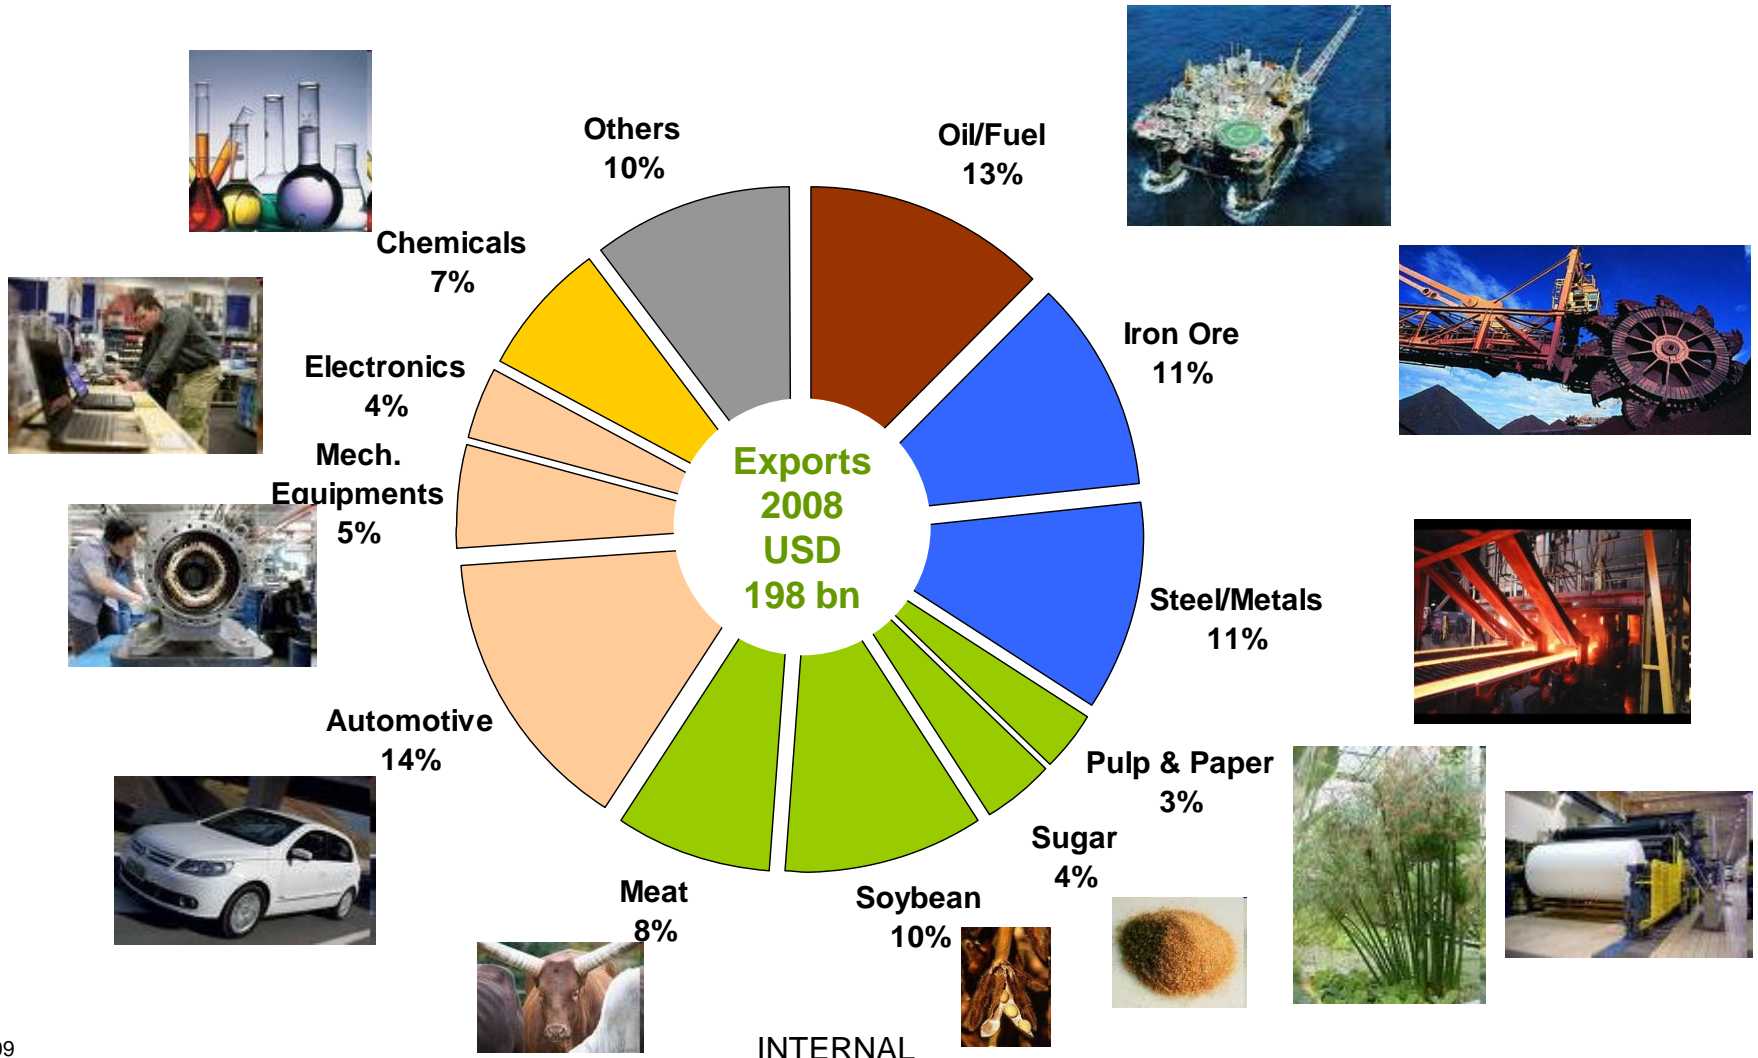 Others
10%
Oil/Fuel
13%
Chemicals
7%
Iron Ore
11%
Electronics
4%
Mech.
Equipments
5%
Exports
2008
USD
198 bn
Steel/Metals
11%
Automotive
14%
Pulp & Paper
3%
Sugar
4%
Meat
8%
Soybean
10%
09
INTERNAL